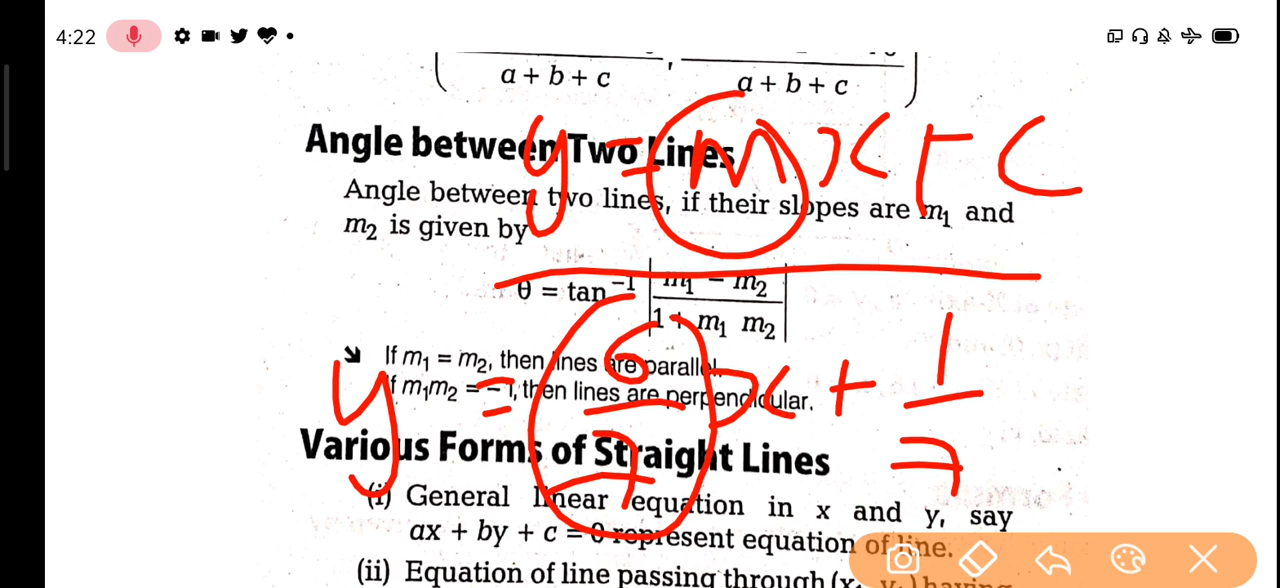 4:22
a + b + c , a + b + c
Angle between Two Lines
y = mx + c
Angle between two lines, if their slopes are m₁ and
m₂ is given by
θ = tan⁻¹ | m₁ − m₂ / 1 + m₁ m₂ |
If m₁ = m₂, then lines are parallel.
y = 6/7 x + 1/7
If m₁m₂ = − 1, then lines are perpendicular.
Various Forms of Straight Lines
(i) General linear equation in x and y, say
ax + by + c = 0 represent equation of line.
(ii) Equation of line passing through (x, y₁) having